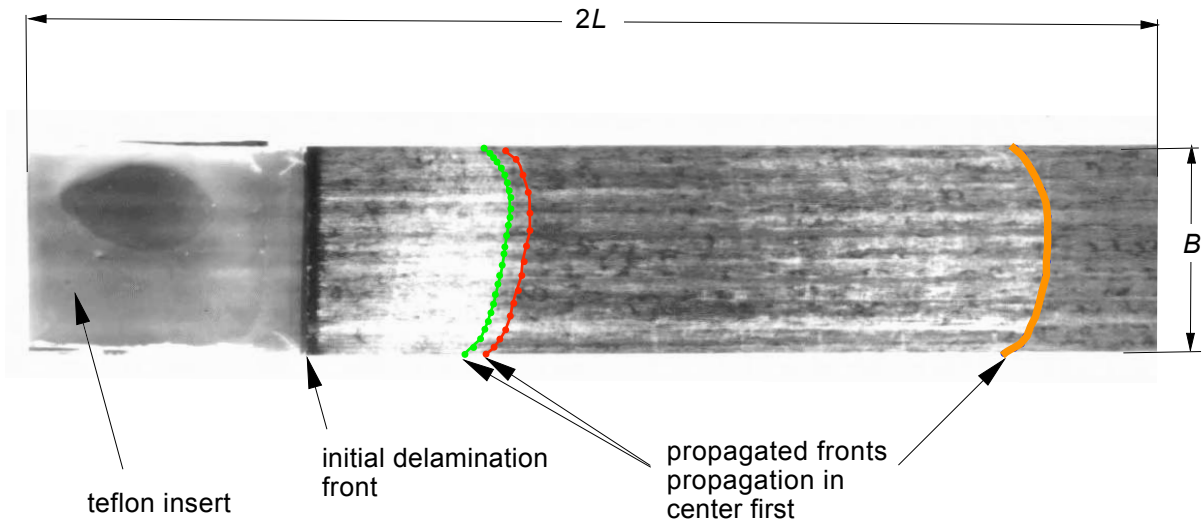 2L
B
initial delamination
front
propagated fronts
propagation in
center first
teflon insert